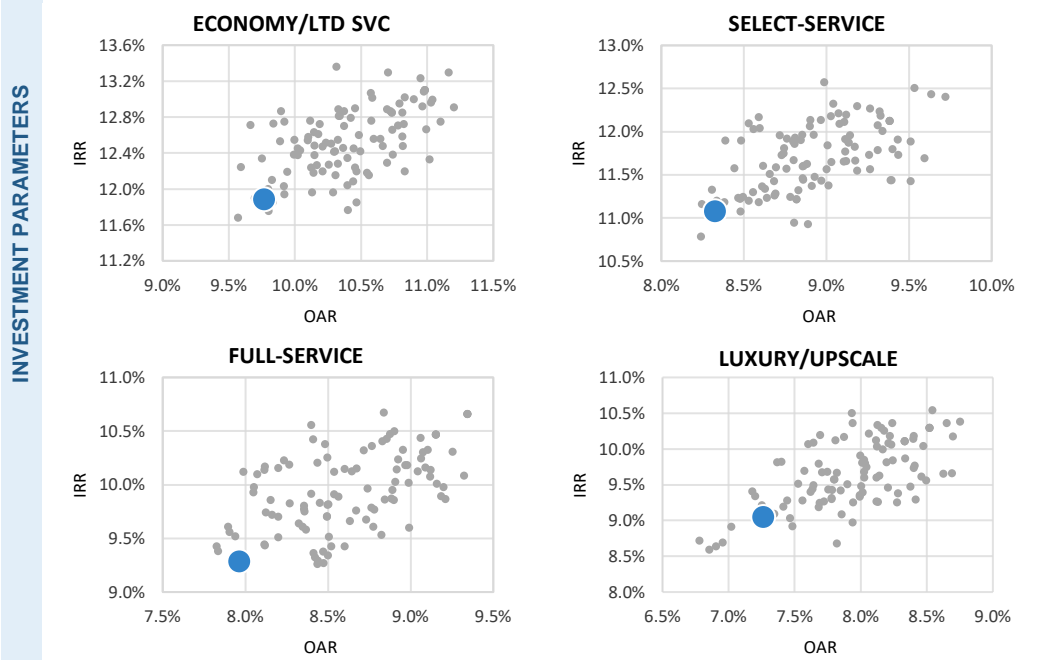 INVESTMENT PARAMETERS
ECONOMY/LTD SVC
13.6%
13.2%
12.8%
12.4%
12.0%
11.6%
11.2%
IRR
9.0% 9.5% 10.0% 10.5% 11.0% 11.5%
OAR
SELECT-SERVICE
13.0%
12.5%
12.0%
11.5%
11.0%
10.5%
IRR
8.0% 8.5% 9.0% 9.5% 10.0%
OAR
FULL-SERVICE
11.0%
10.5%
10.0%
9.5%
9.0%
IRR
7.5% 8.0% 8.5% 9.0% 9.5%
OAR
LUXURY/UPSCALE
11.0%
10.5%
10.0%
9.5%
9.0%
8.5%
8.0%
IRR
6.5% 7.0% 7.5% 8.0% 8.5% 9.0%
OAR